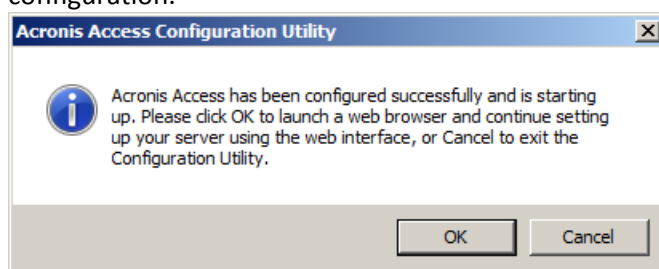 configuration.
Acronis Access Configuration Utility
Acronis Access has been configured successfully and is starting
up. Please click OK to launch a web browser and continue setting
up your server using the web interface, or Cancel to exit the
Configuration Utility.
OK Cancel